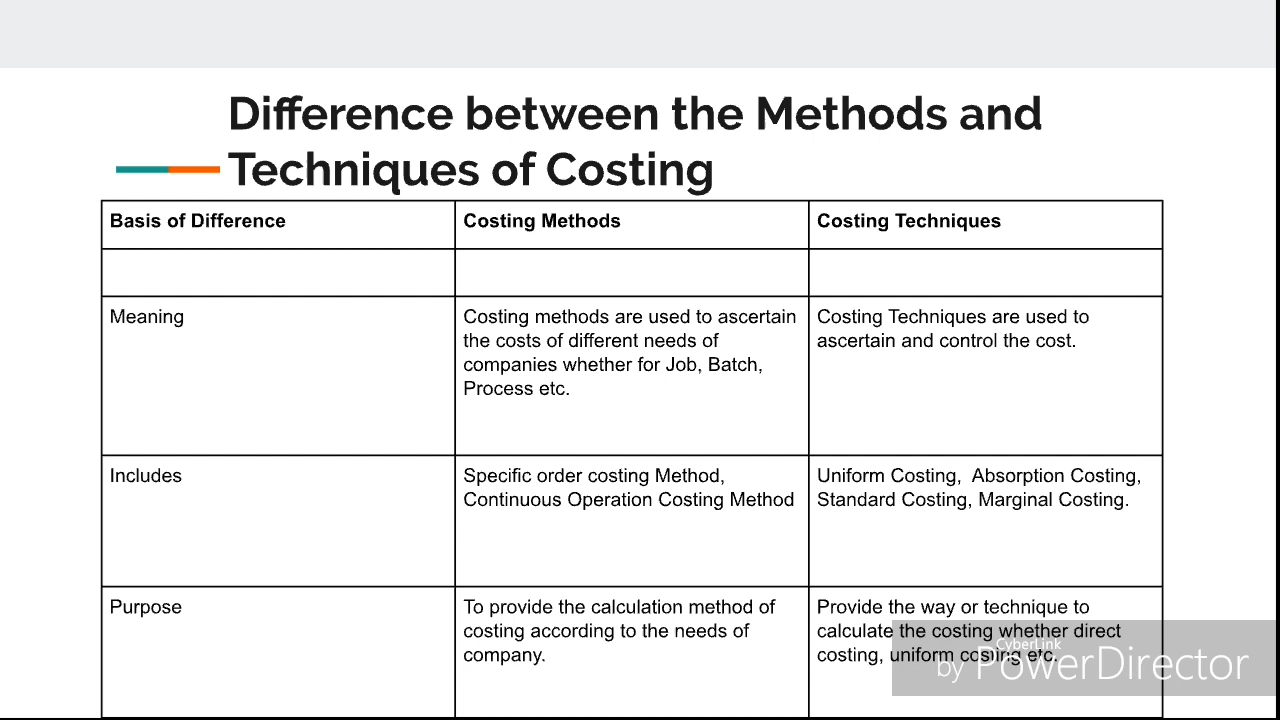 Difference between the Methods and
Techniques of Costing
Basis of Difference
Costing Methods
Costing Techniques
Meaning
Costing methods are used to ascertain
the costs of different needs of
companies whether for Job, Batch,
Process etc.
Costing Techniques are used to
ascertain and control the cost.
Includes
Specific order costing Method,
Continuous Operation Costing Method
Uniform Costing,  Absorption Costing,
Standard Costing, Marginal Costing.
Purpose
To provide the calculation method of
costing according to the needs of
company.
Provide the way or technique to
calculate the costing whether direct
costing, uniform costing etc.
CyberLink
by PowerDirector